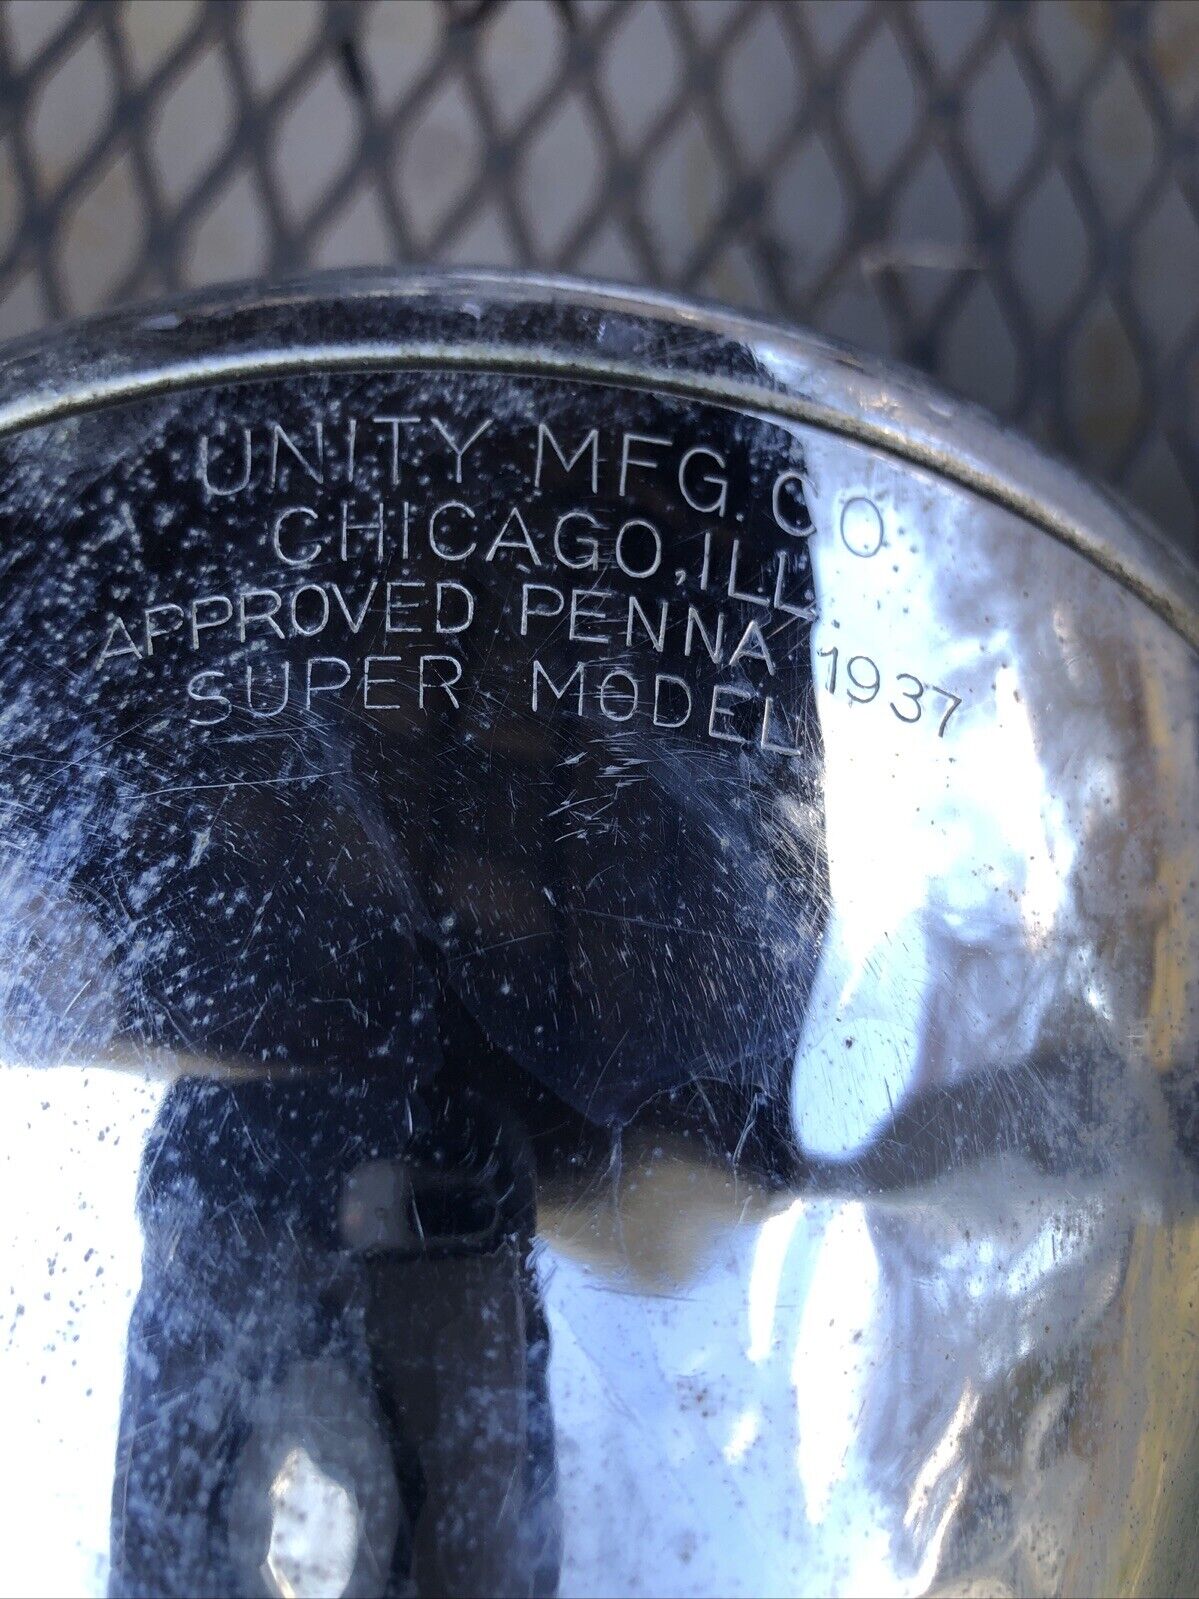 UNITY MFG. CO
CHICAGO, ILL.
APPROVED PENNA 1937
SUPER MODEL